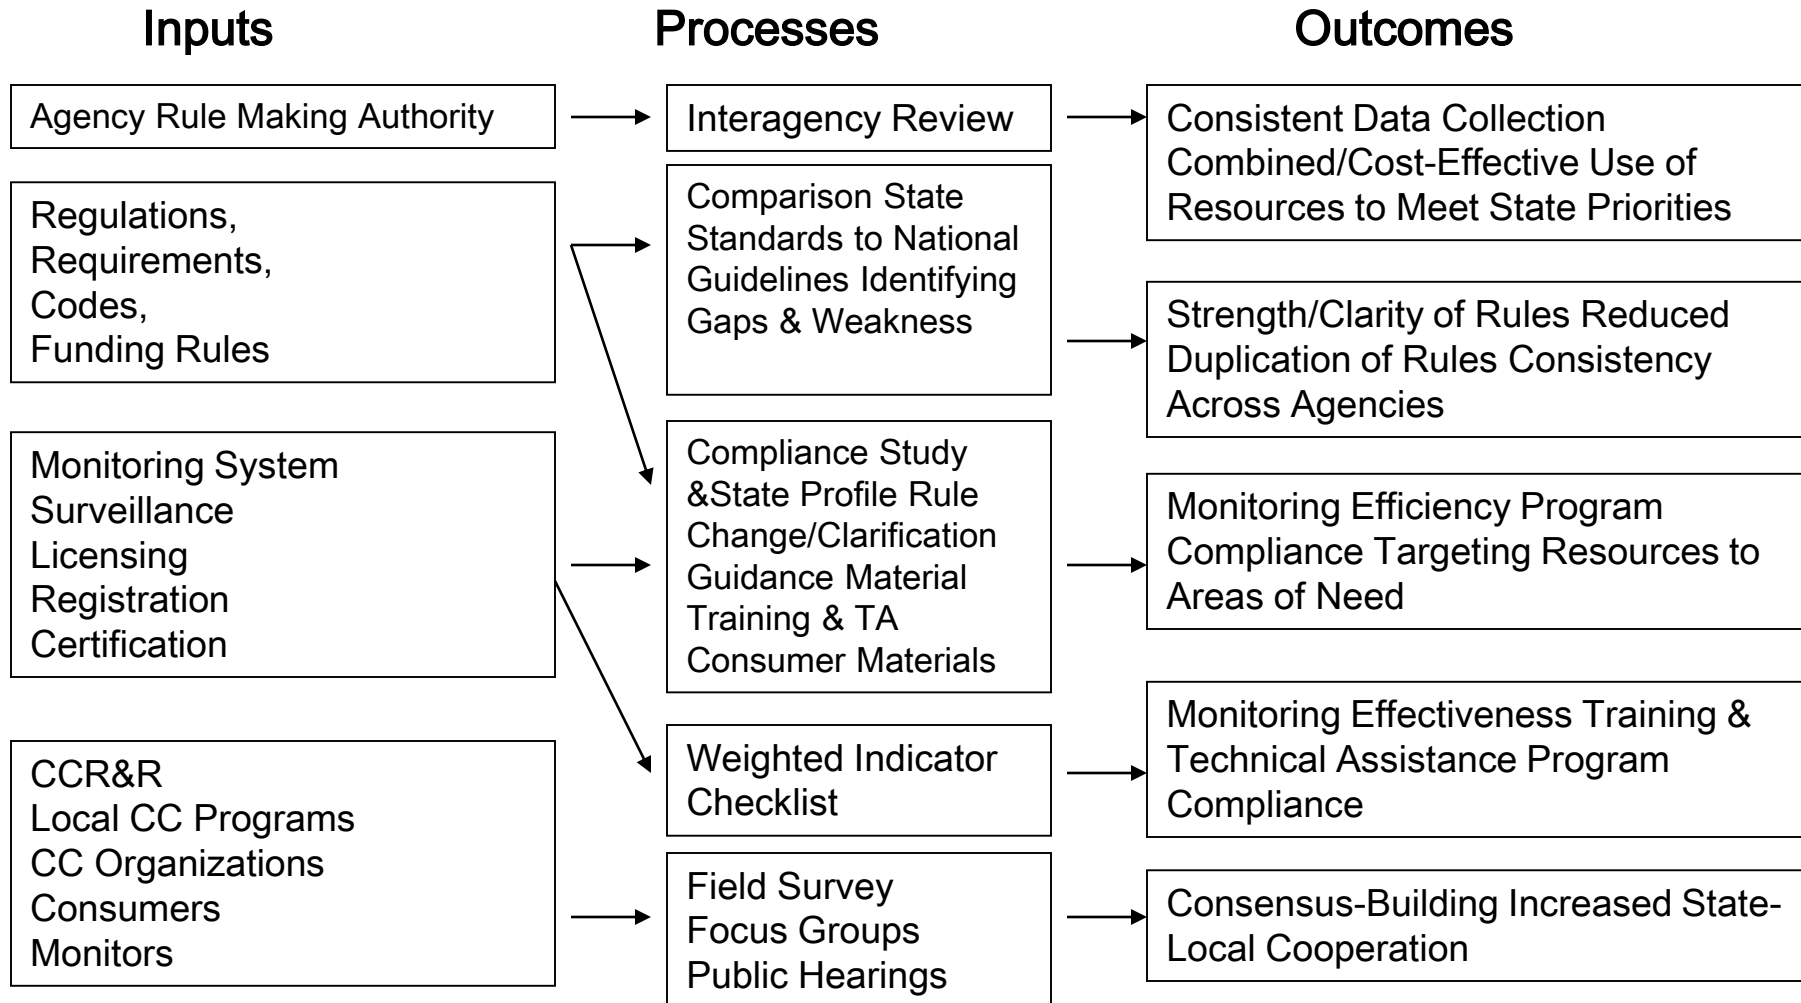 Inputs
Processes
Outcomes
Agency Rule Making Authority
Interagency Review
Consistent Data Collection
Combined/Cost-Effective Use of
Resources to Meet State Priorities
Regulations,
Requirements,
Codes,
Funding Rules
Comparison State
Standards to National
Guidelines Identifying
Gaps & Weakness
Strength/Clarity of Rules Reduced
Duplication of Rules Consistency
Across Agencies
Monitoring System
Surveillance
Licensing
Registration
Certification
Compliance Study
&State Profile Rule
Change/Clarification
Guidance Material
Training & TA
Consumer Materials
Monitoring Efficiency Program
Compliance Targeting Resources to
Areas of Need
Weighted Indicator
Checklist
Monitoring Effectiveness Training &
Technical Assistance Program
Compliance
CCR&R
Local CC Programs
CC Organizations
Consumers
Monitors
Field Survey
Focus Groups
Public Hearings
Consensus-Building Increased State-
Local Cooperation